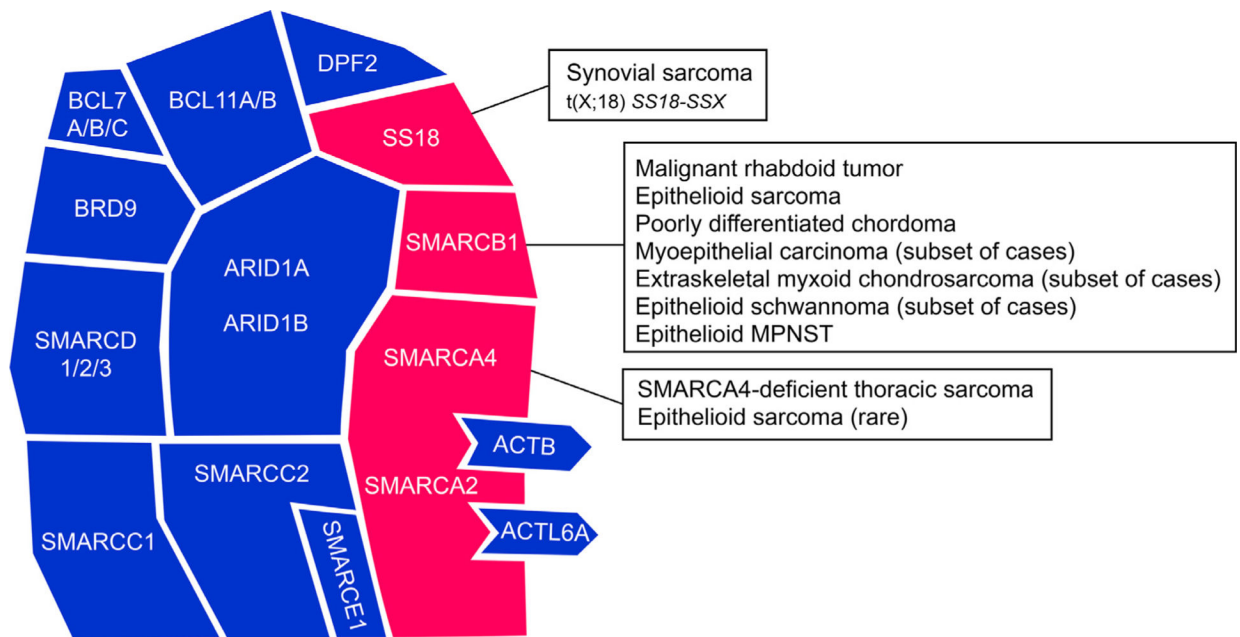 DPF2
BCL7
A/B/C
BCL11A/B
SS18
BRD9
SMARCB1
ARID1A
ARID1B
SMARCD
1/2/3
SMARCA4
ACTB
SMARCC2
SMARCA2
SMARCC1
ACTL6A
SMARCE1
Synovial sarcoma
t(X;18) SS18-SSX
Malignant rhabdoid tumor
Epithelioid sarcoma
Poorly differentiated chordoma
Myoepithelial carcinoma (subset of cases)
Extraskeletal myxoid chondrosarcoma (subset of cases)
Epithelioid schwannoma (subset of cases)
Epithelioid MPNST
SMARCA4-deficient thoracic sarcoma
Epithelioid sarcoma (rare)